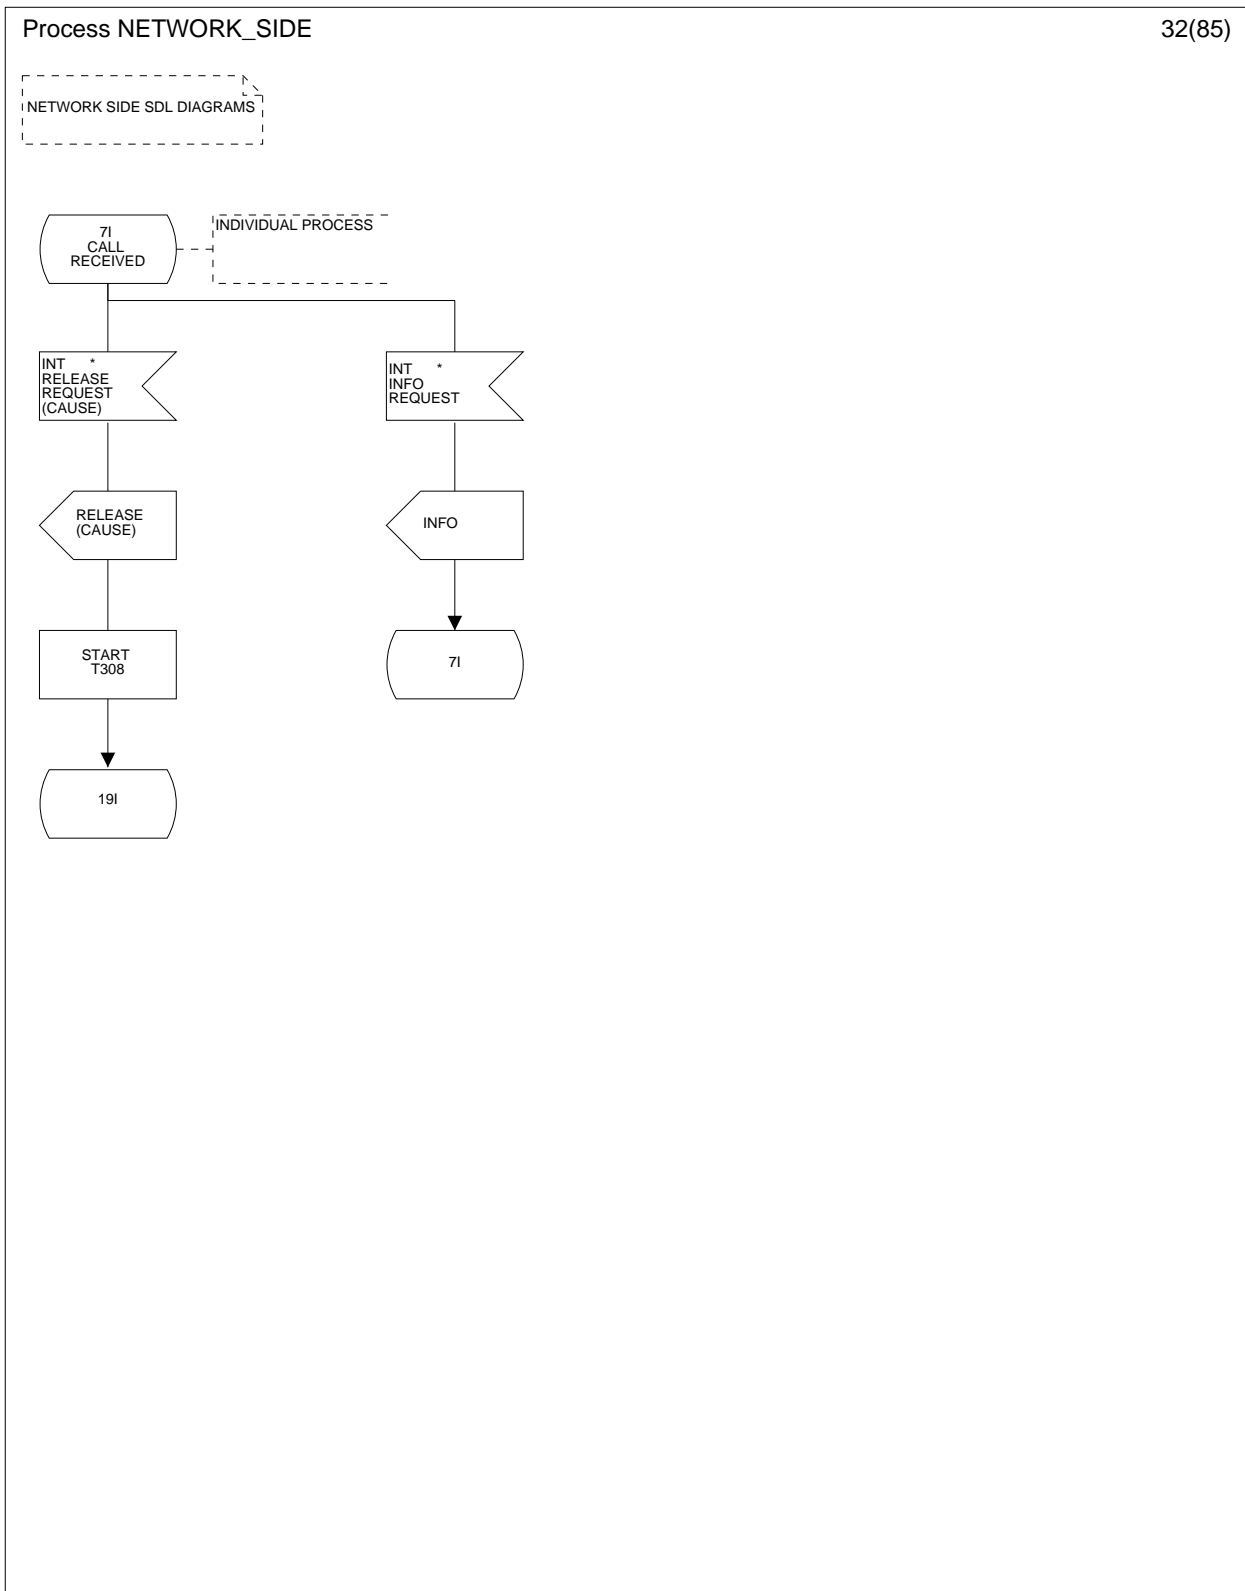 Process NETWORK_SIDE
32(85)
NETWORK SIDE SDL DIAGRAMS
7I
CALL
RECEIVED
INDIVIDUAL PROCESS
INT *
RELEASE
REQUEST
(CAUSE)
INT *
INFO
REQUEST
RELEASE
(CAUSE)
INFO
START
T308
7I
19I